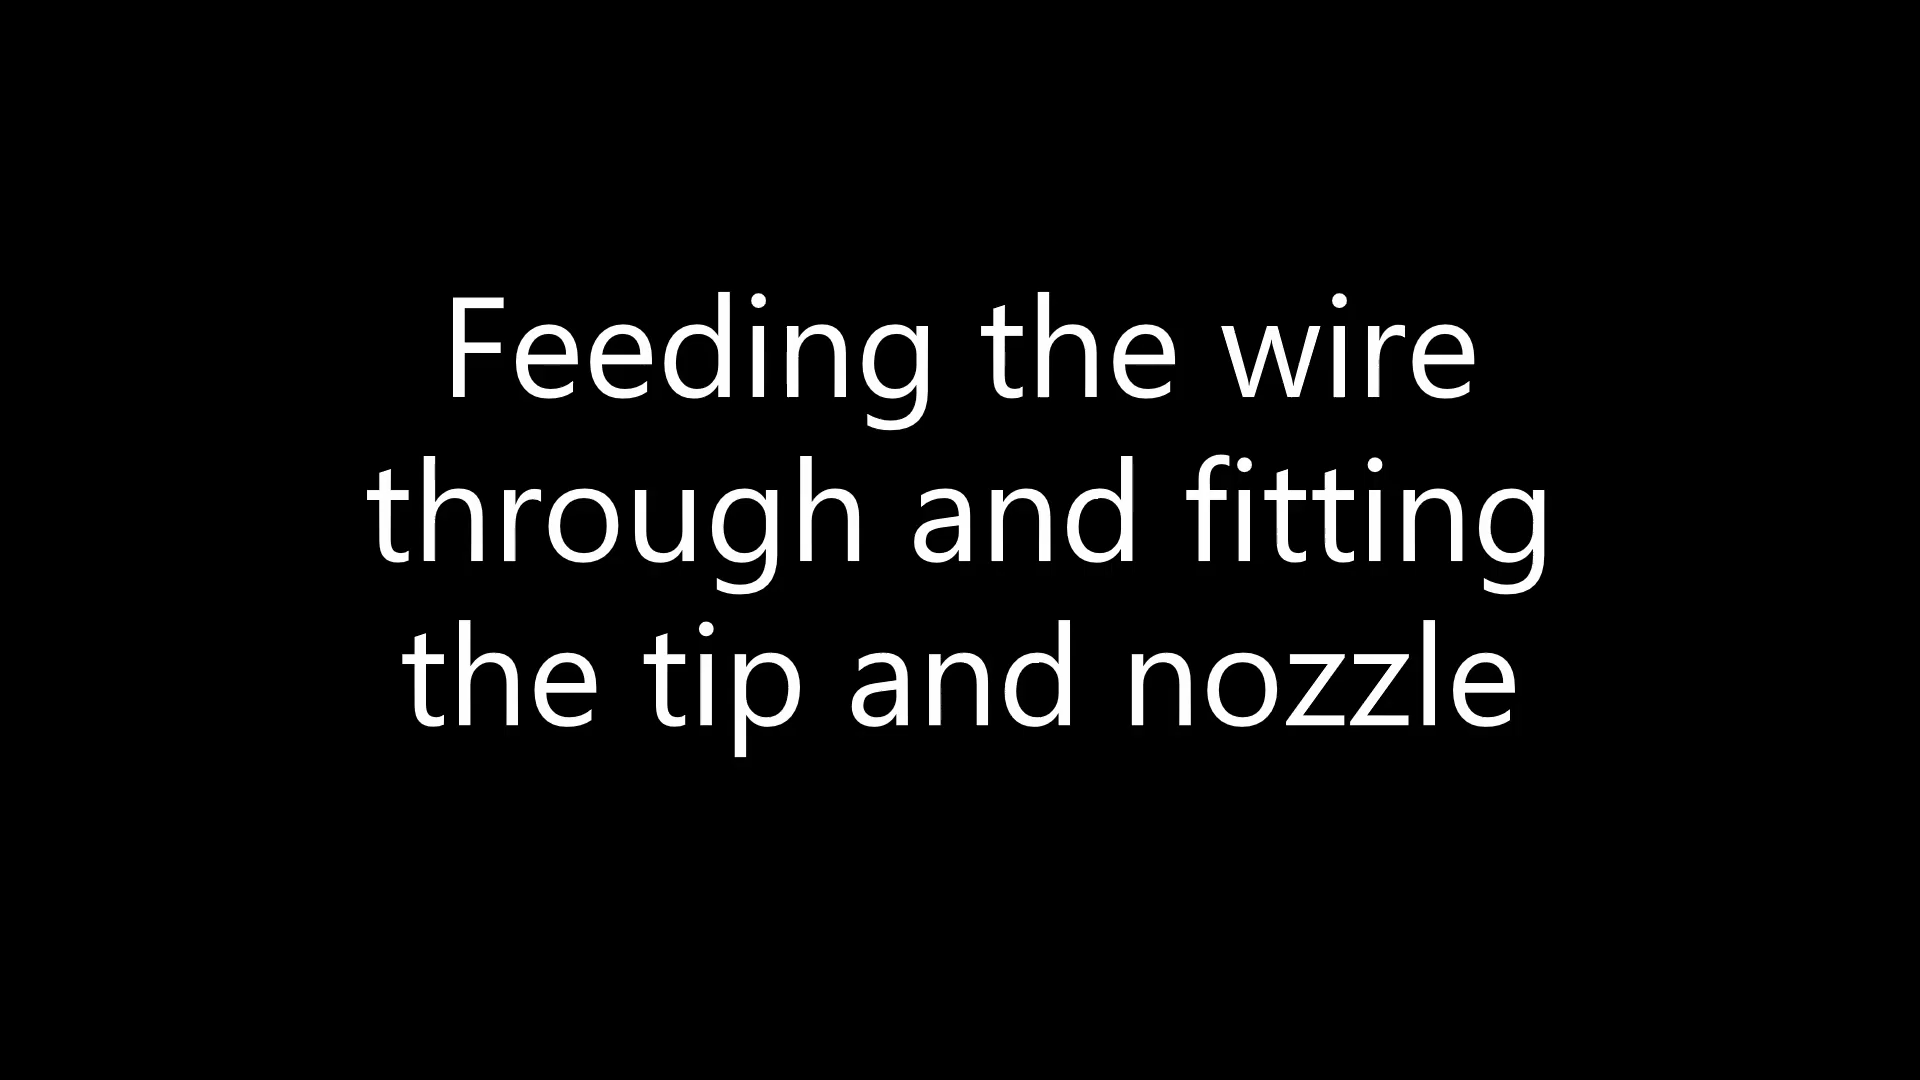 Feeding the wire
through and fitting
the tip and nozzle